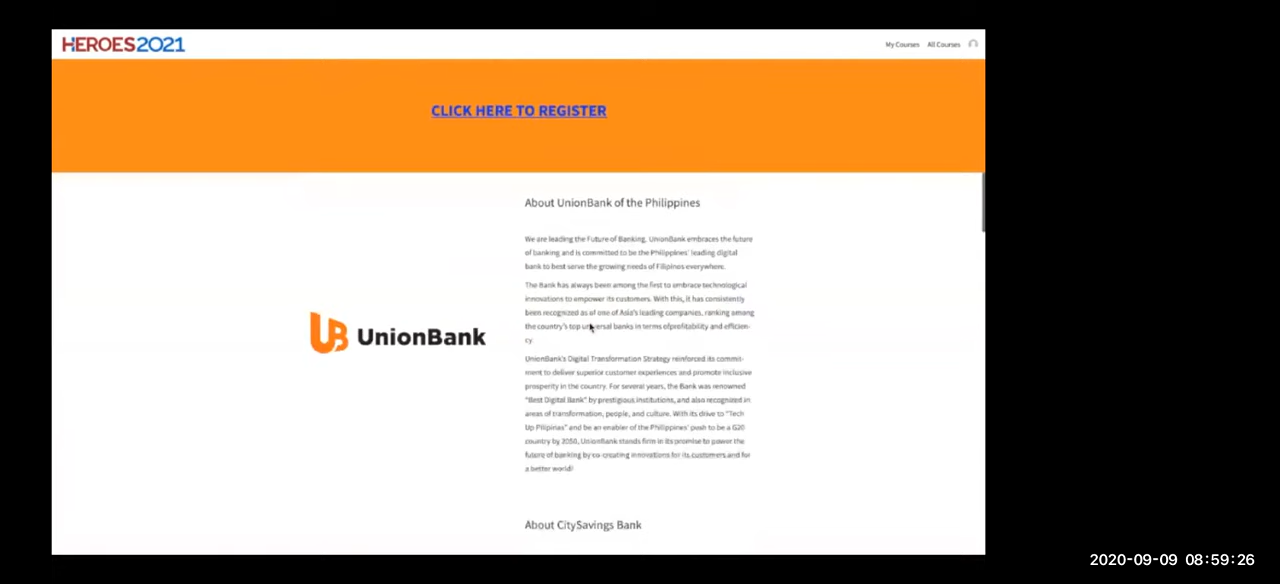 HEROES2021
My Courses All Courses
CLICK HERE TO REGISTER
About UnionBank of the Philippines
We are leading the Future of Banking. UnionBank embraces the future
of banking and is committed to be the Philippines' leading digital
bank to best serve the growing needs of Filipinos everywhere.
The Bank has always been among the first to embrace technological
innovations to empower its customers. With this, it has consistently
been recognized as of one of Asia's leading companies, ranking among
the country's top universal banks in terms ofprofitability and efficien-
cy.
UnionBank's Digital Transformation Strategy reinforced its commit-
ment to deliver superior customer experiences and promote inclusive
prosperity in the country. For several years, the Bank was renowned
"Best Digital Bank" by prestigious institutions, and also recognized in
areas of transformation, people, and culture. With its drive to "Tech
Up Pilipinas" and be an enabler of the Philippines' push to be a G20
country by 2050, UnionBank stands firm in its promise to power the
future of banking by co-creating innovations for its customers and for
a better world!
UB UnionBank
About CitySavings Bank
2020-09-09 08:59:26